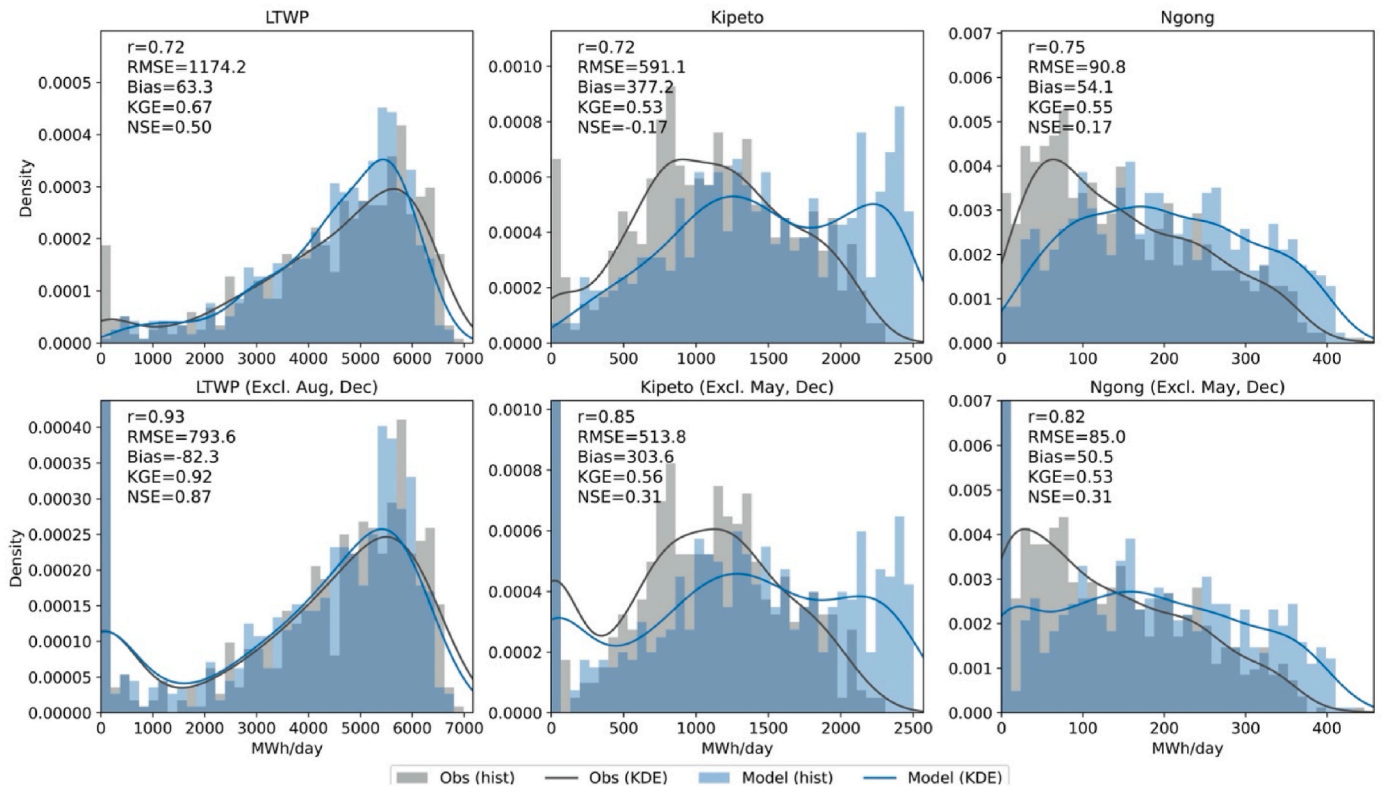 LTWP
r=0.72
RMSE=1174.2
Bias=63.3
KGE=0.67
NSE=0.50
Density
0.0005
0.0004
0.0003
0.0002
0.0001
0.0000
0 1000 2000 3000 4000 5000 6000 7000
Kipeto
r=0.72
RMSE=591.1
Bias=377.2
KGE=0.53
NSE=-0.17
0.0010
0.0008
0.0006
0.0004
0.0002
0.0000
0 500 1000 1500 2000 2500
Ngong
r=0.75
RMSE=90.8
Bias=54.1
KGE=0.55
NSE=0.17
0.007
0.006
0.005
0.004
0.003
0.002
0.001
0.000
0 100 200 300 400
LTWP (Excl. Aug, Dec)
r=0.93
RMSE=793.6
Bias=-82.3
KGE=0.92
NSE=0.87
Density
0.00040
0.00035
0.00030
0.00025
0.00020
0.00015
0.00010
0.00005
0.00000
0 1000 2000 3000 4000 5000 6000 7000
MWh/day
Kipeto (Excl. May, Dec)
r=0.85
RMSE=513.8
Bias=303.6
KGE=0.56
NSE=0.31
0.0010
0.0008
0.0006
0.0004
0.0002
0.0000
0 500 1000 1500 2000 2500
MWh/day
Ngong (Excl. May, Dec)
r=0.82
RMSE=85.0
Bias=50.5
KGE=0.53
NSE=0.31
0.007
0.006
0.005
0.004
0.003
0.002
0.001
0.000
0 100 200 300 400
MWh/day
Obs (hist) Obs (KDE) Model (hist) Model (KDE)